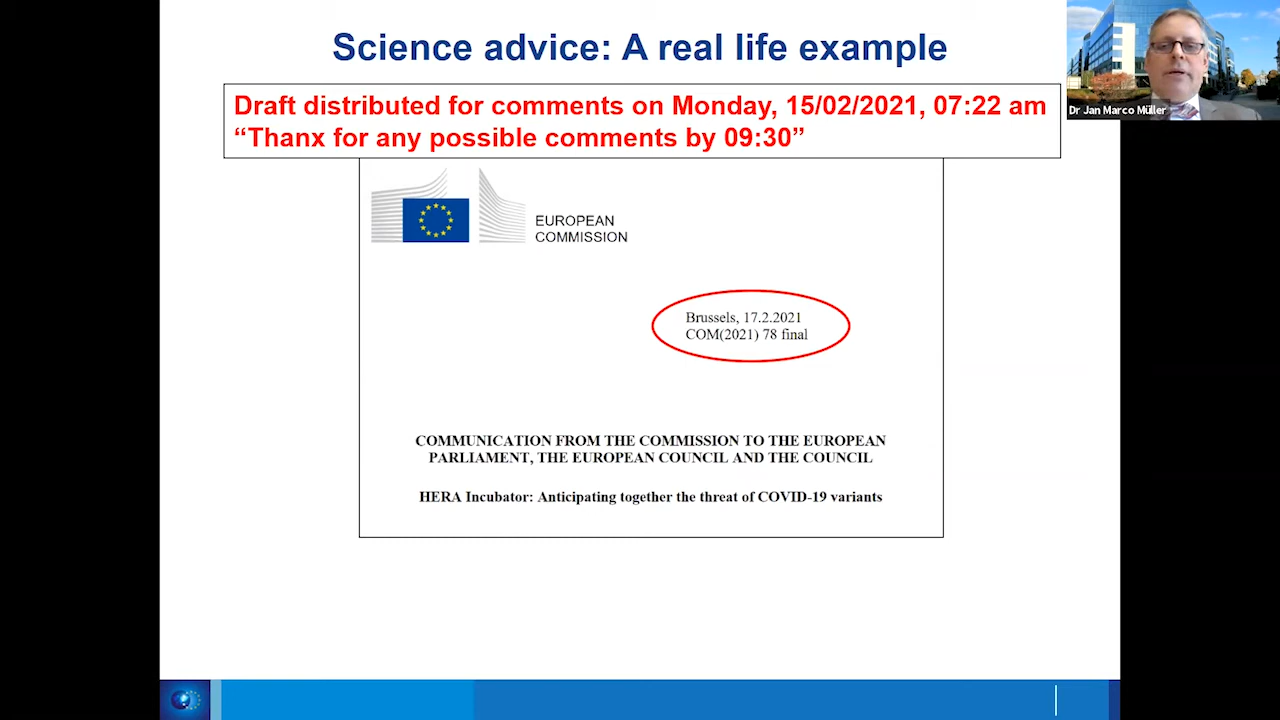 Science advice: A real life example
Dr Jan Marco Müller
Draft distributed for comments on Monday, 15/02/2021, 07:22 am
“Thanx for any possible comments by 09:30”
EUROPEAN
COMMISSION
Brussels, 17.2.2021
COM(2021) 78 final
COMMUNICATION FROM THE COMMISSION TO THE EUROPEAN
PARLIAMENT, THE EUROPEAN COUNCIL AND THE COUNCIL
HERA Incubator: Anticipating together the threat of COVID-19 variants